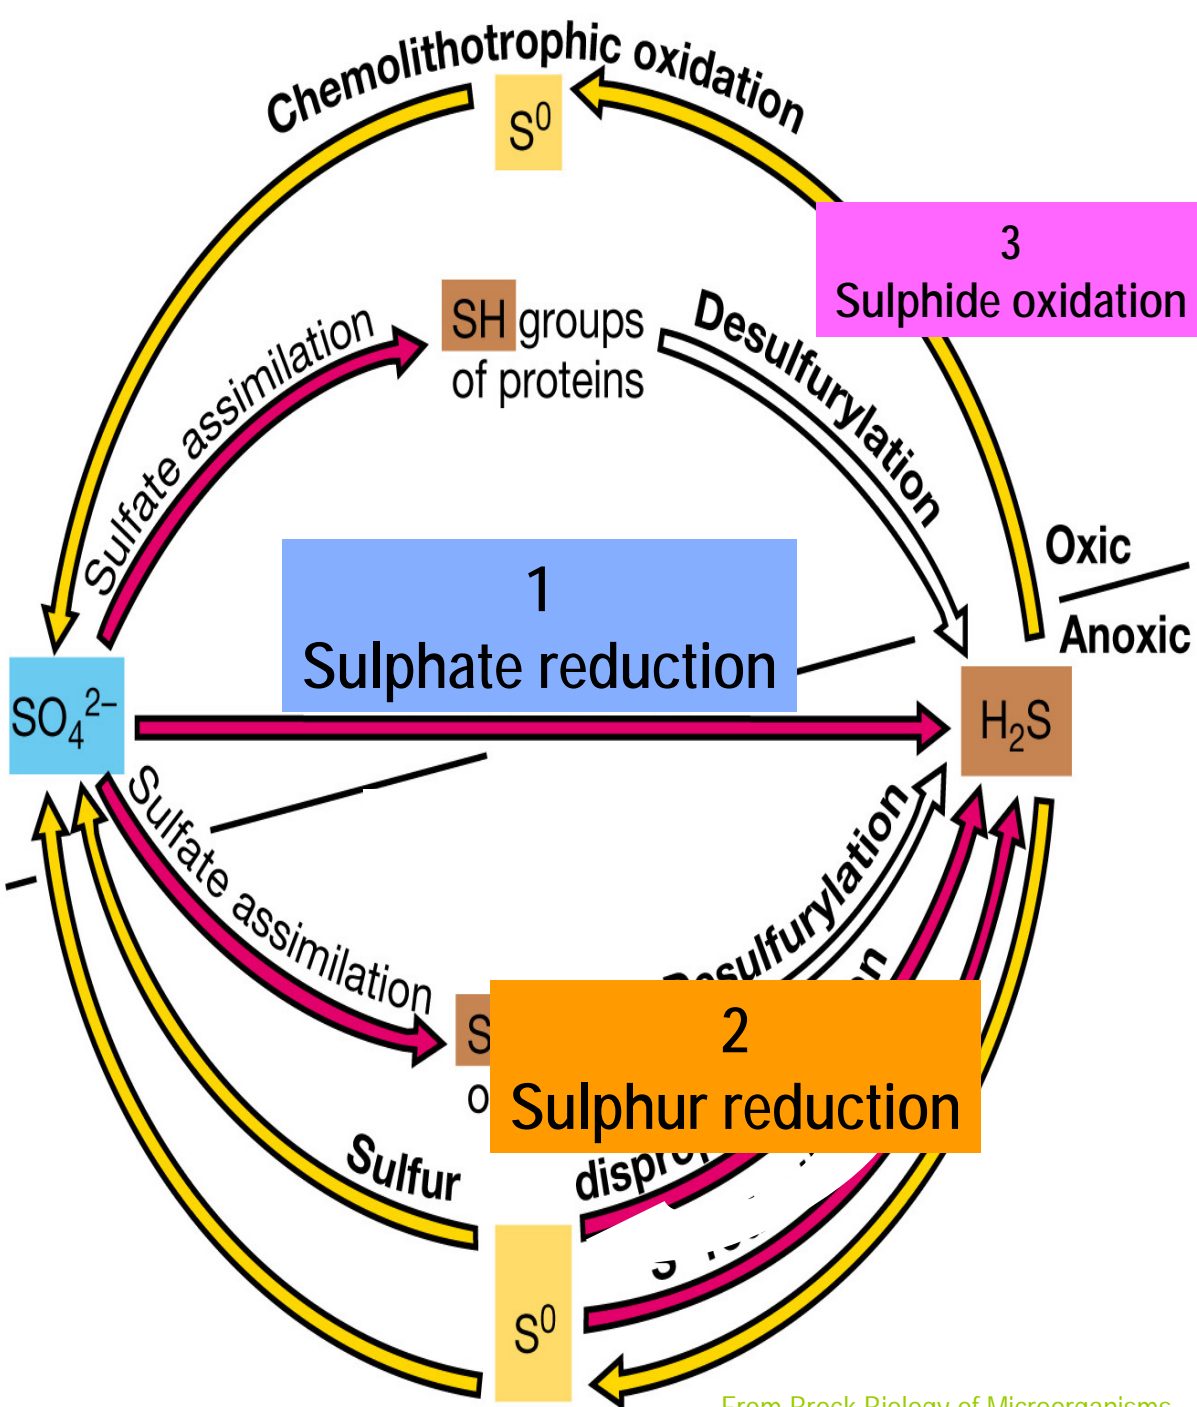 Chemolithotrophic oxidation
S⁰
3
Sulphide oxidation
SH groups
of proteins
Sulfate assimilation
Desulfurylation
Oxic
Anoxic
1
Sulphate reduction
SO₄²⁻
H₂S
Sulfate assimilation
Desulfurylation
2
Sulphur reduction
Sulfur
S⁰
From Brock Biology of Microorganisms